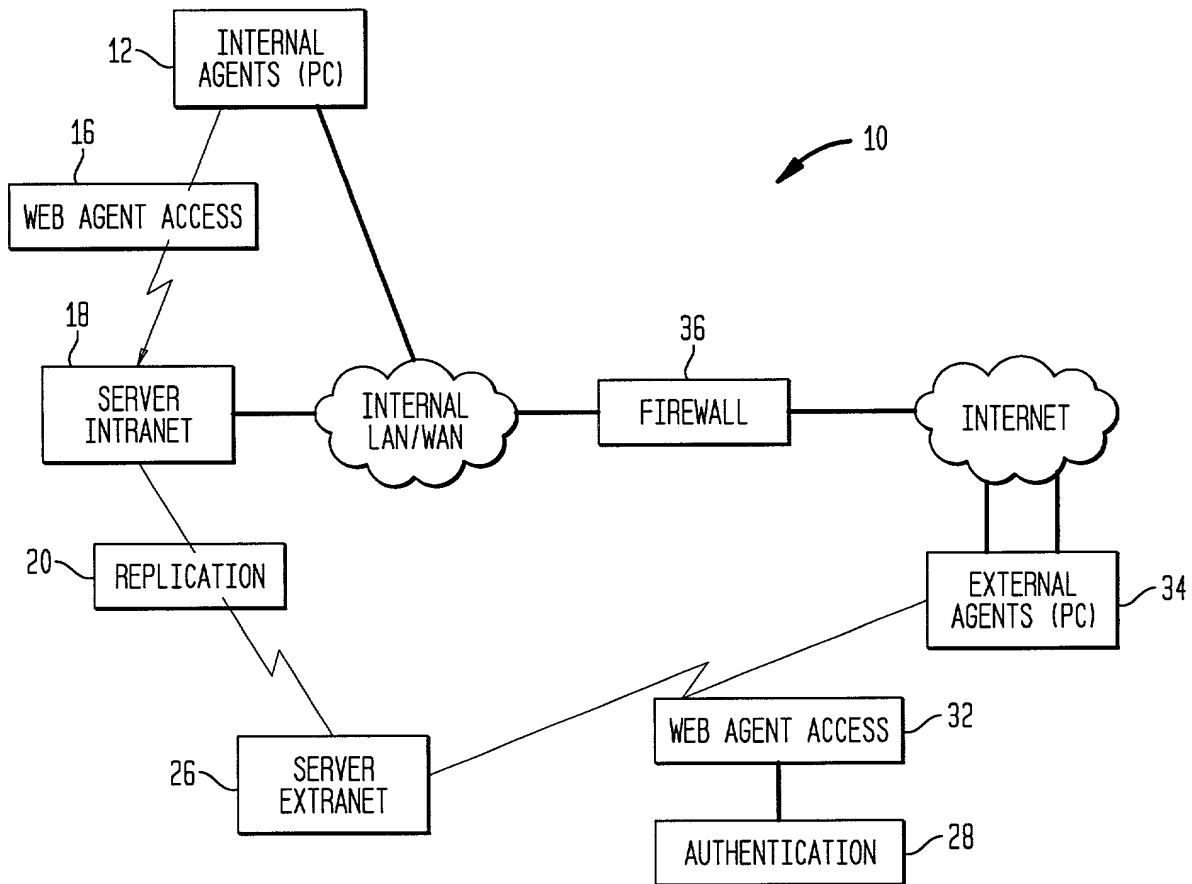 12
INTERNAL
AGENTS (PC)
16
10
WEB AGENT ACCESS
18
36
SERVER
INTRANET
INTERNAL
LAN/WAN
FIREWALL
INTERNET
20
REPLICATION
EXTERNAL
AGENTS (PC)
34
WEB AGENT ACCESS
32
26
SERVER
EXTRANET
AUTHENTICATION
28